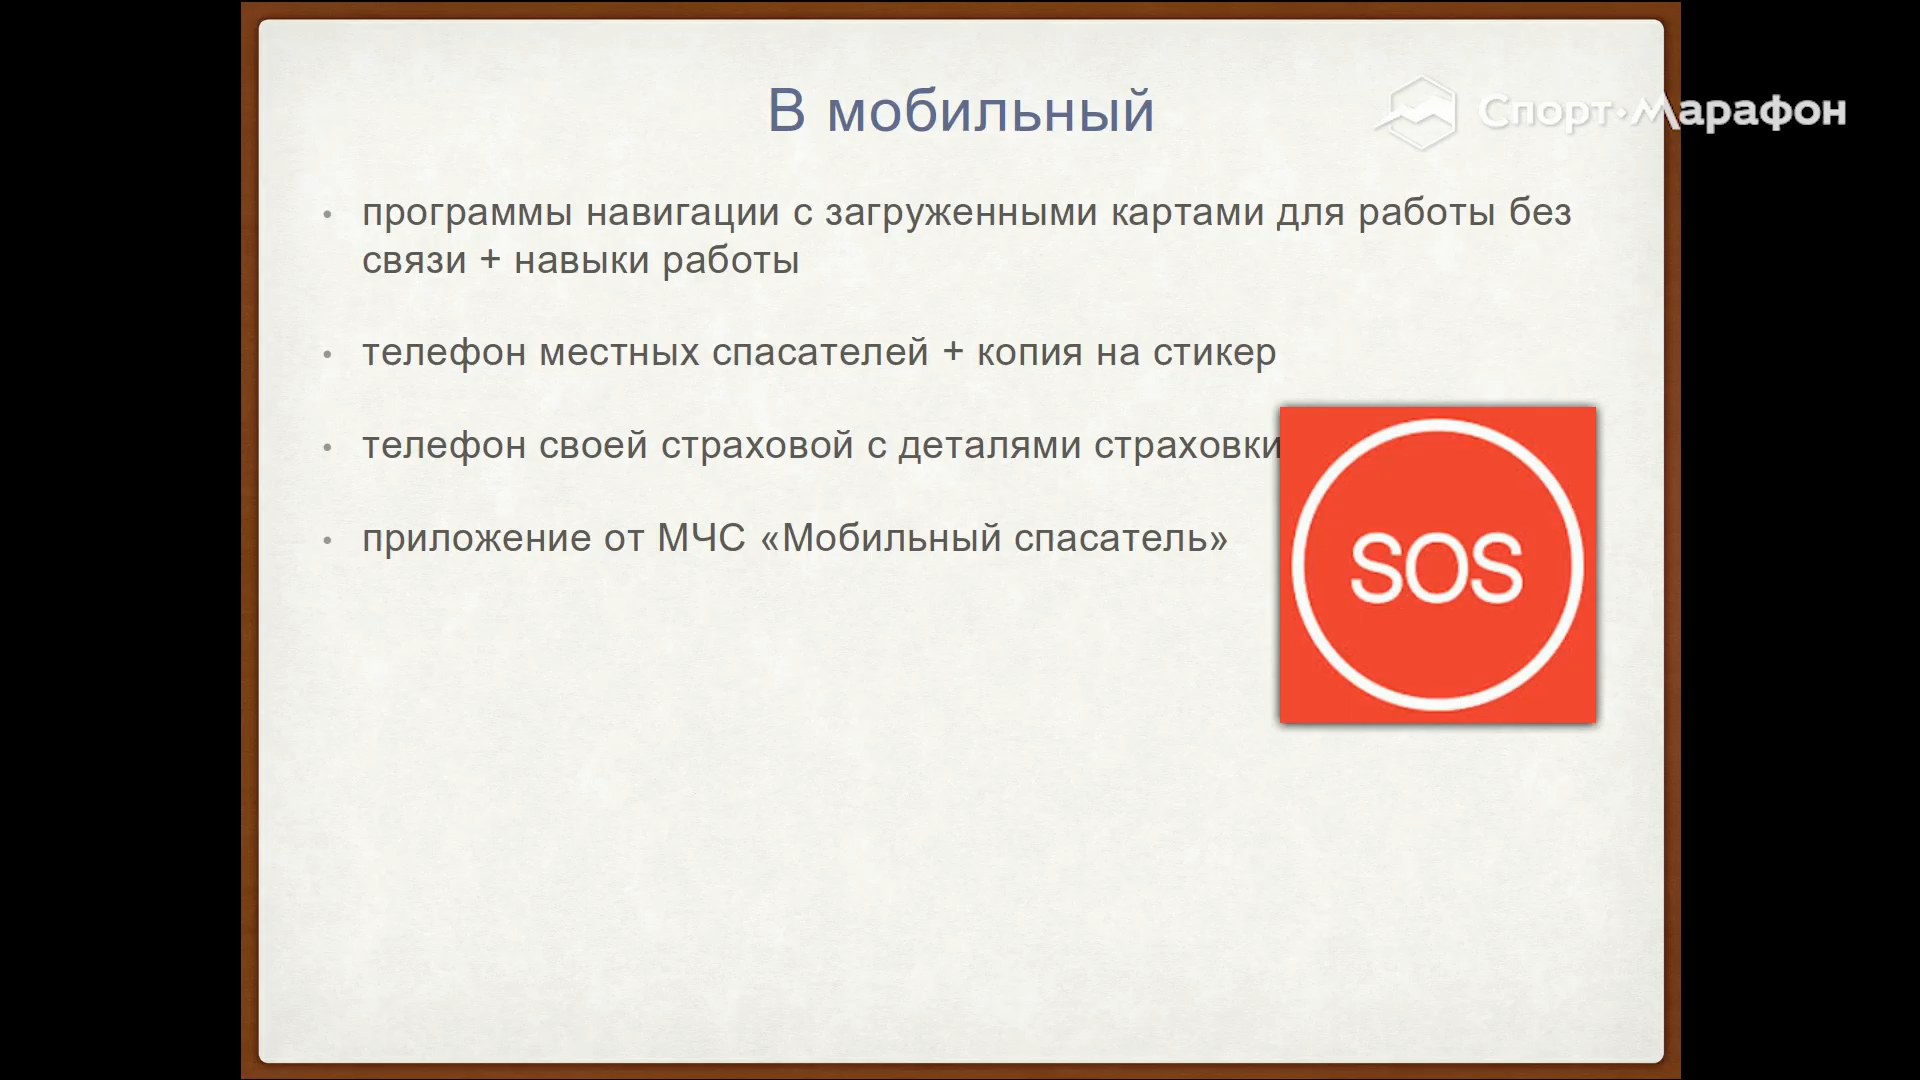 В мобильный
Спорт·Марафон
• программы навигации с загруженными картами для работы без
связи + навыки работы
• телефон местных спасателей + копия на стикер
• телефон своей страховой с деталями страховки
• приложение от МЧС «Мобильный спасатель»
SOS